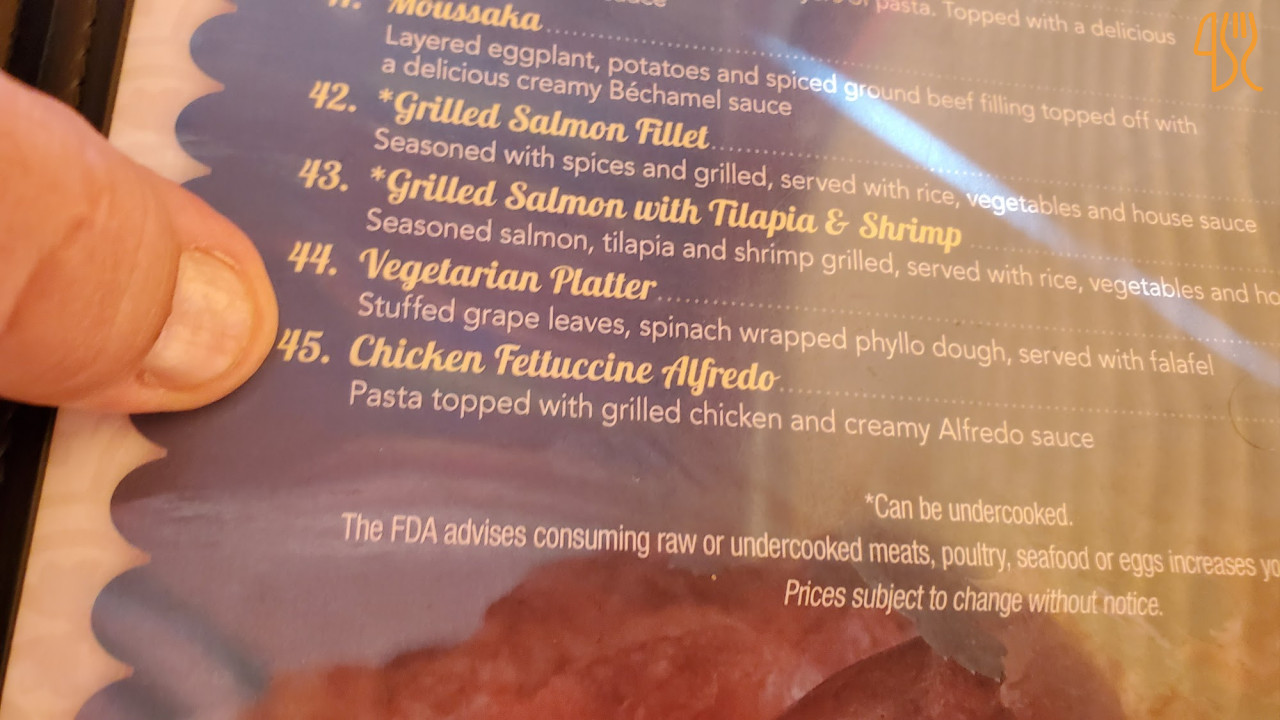 pasta. Topped with a delicious
Moussaka
Layered eggplant, potatoes and spiced ground beef filling topped off with
a delicious creamy Béchamel sauce
42. *Grilled Salmon Fillet
Seasoned with spices and grilled, served with rice, vegetables and house sauce
43. *Grilled Salmon with Tilapia & Shrimp
Seasoned salmon, tilapia and shrimp grilled, served with rice, vegetables and
44. Vegetarian Platter
Stuffed grape leaves, spinach wrapped phyllo dough, served with falafel
45. Chicken Fettuccine Alfredo
Pasta topped with grilled chicken and creamy Alfredo sauce
*Can be undercooked.
The FDA advises consuming raw or undercooked meats, poultry, seafood or eggs increases
Prices subject to change without notice.